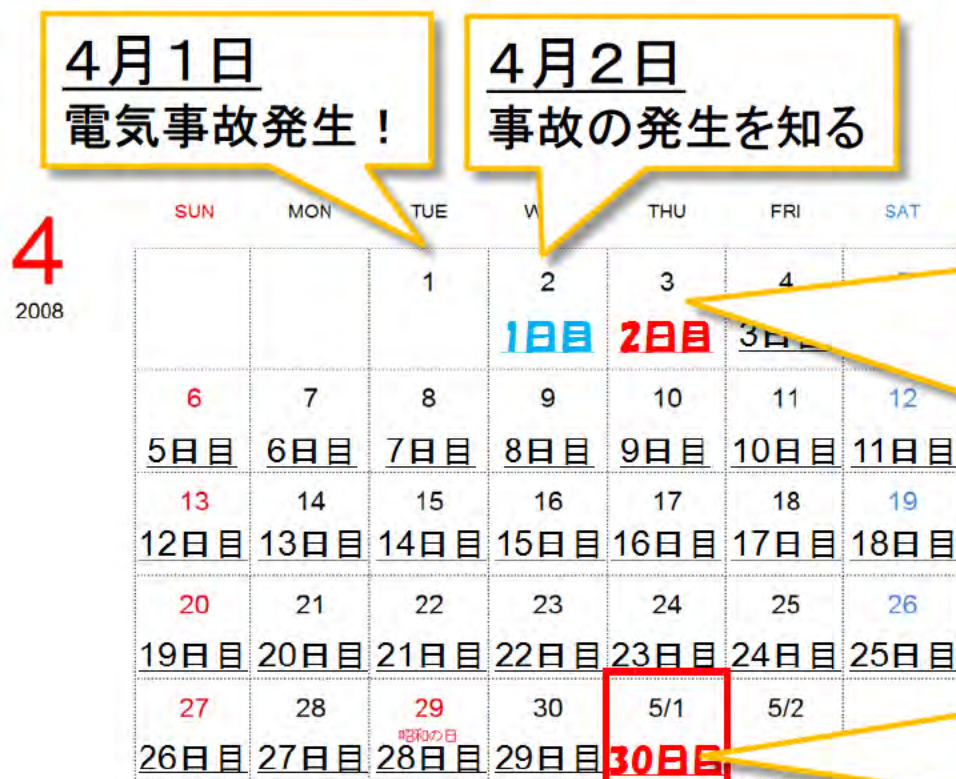 4月1日
電気事故発生！
4月2日
事故の発生を知る
4
2008
SUN MON TUE W THU FRI SAT
1 2 3 4
1日目 2日目 3日目
6 7 8 9 10 11 12
5日目 6日目 7日目 8日目 9日目 10日目 11日目
13 14 15 16 17 18 19
12日目 13日目 14日目 15日目 16日目 17日目 18日目
20 21 22 23 24 25 26
19日目 20日目 21日目 22日目 23日目 24日目 25日目
27 28 29 30 5/1 5/2
昭和の日
26日目 27日目 28日目 29日目 30日目